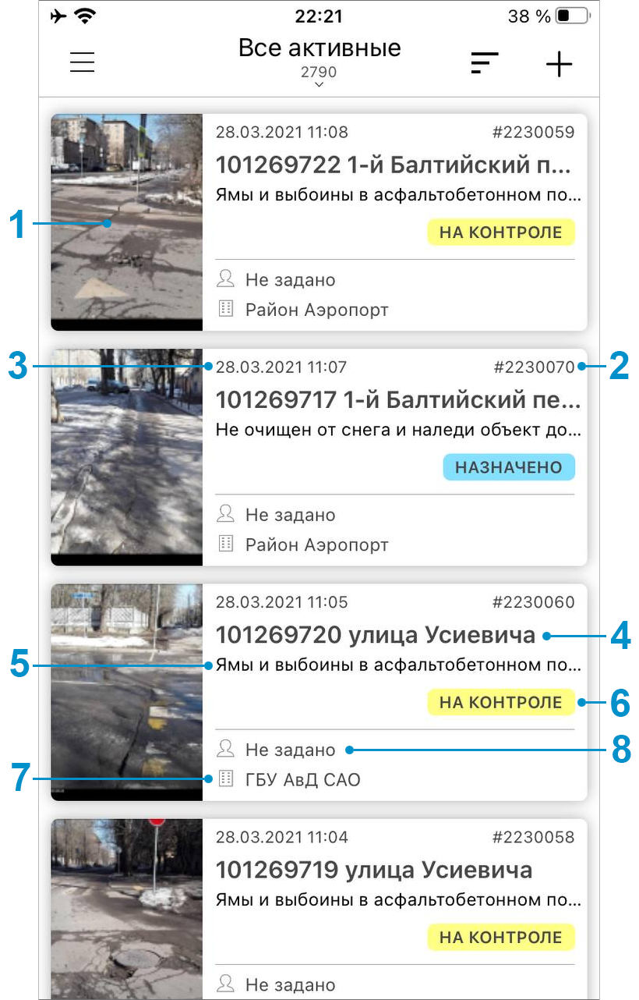 22:21
38 %
Все активные
2790
28.03.2021 11:08 #2230059
101269722 1-й Балтийский п...
Ямы и выбоины в асфальтобетонном по...
1
НА КОНТРОЛЕ
Не задано
Район Аэропорт
3 28.03.2021 11:07 #2230070 2
101269717 1-й Балтийский пе...
Не очищен от снега и наледи объект до...
НАЗНАЧЕНО
Не задано
Район Аэропорт
28.03.2021 11:05 #2230060
101269720 улица Усиевича 4
5 Ямы и выбоины в асфальтобетонном по...
НА КОНТРОЛЕ 6
Не задано 8
7 ГБУ АвД САО
28.03.2021 11:04 #2230058
101269719 улица Усиевича
Ямы и выбоины в асфальтобетонном по...
НА КОНТРОЛЕ
Не задано